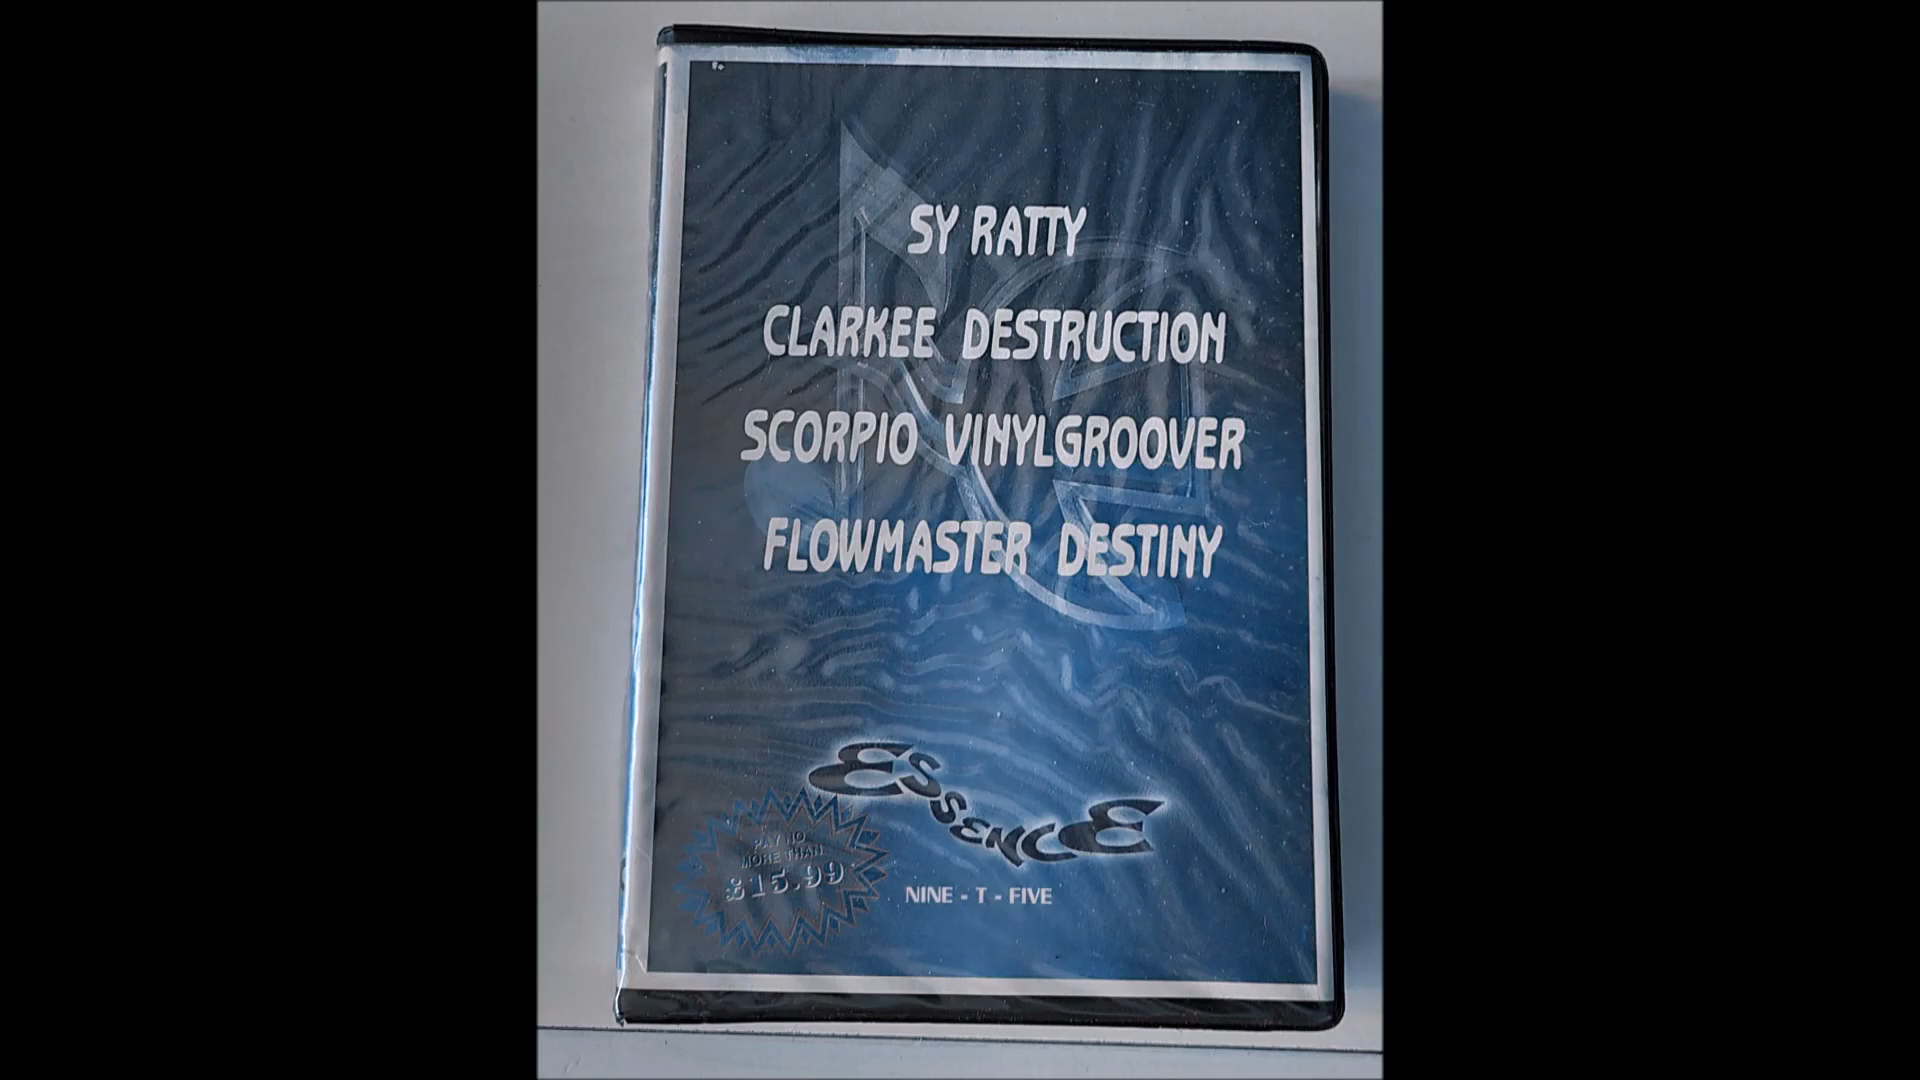 SY RATTY
CLARKEE DESTRUCTION
SCORPIO VINYLGROOVER
FLOWMASTER DESTINY
ESSENCE
PAY NO
MORE THAN
£15.99
NINE - T - FIVE